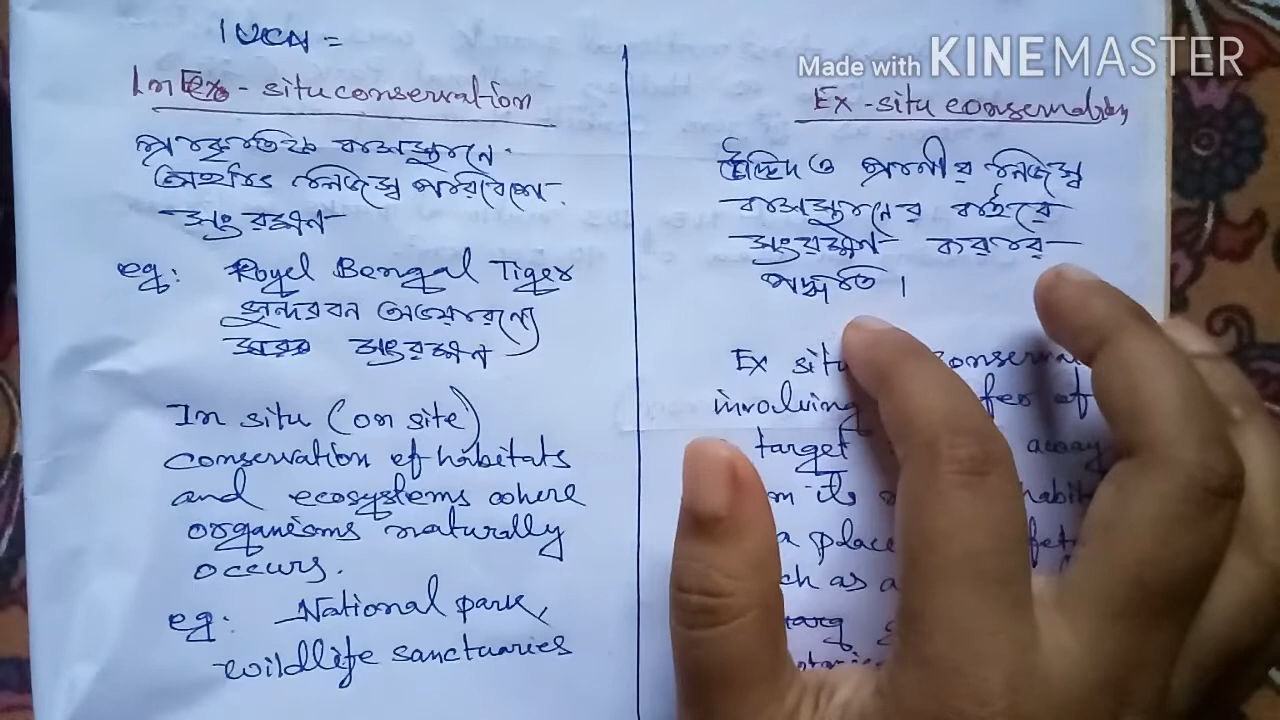 IUCN =
Made with KINEMASTER
In - situ conservation
প্রাকৃতিক বাসস্থানে
অর্থাৎ নিজস্ব পরিবেশে
সংরক্ষণ
eg: Royel Bengal Tiger
সুন্দরবন অভয়ারণ্যে
সংরক্ষণ
In situ (on site)
conservation of habitats
and ecosystems where
organisms naturally
occurs.
eg: National park,
wildlife sanctuaries
Ex - situ conservation
উদ্ভিদ ও প্রাণীর নিজস্ব
বাসস্থানের বাইরে
সংরক্ষণ করার
পদ্ধতি।
Ex situ
involving of
target away
its
a place
as